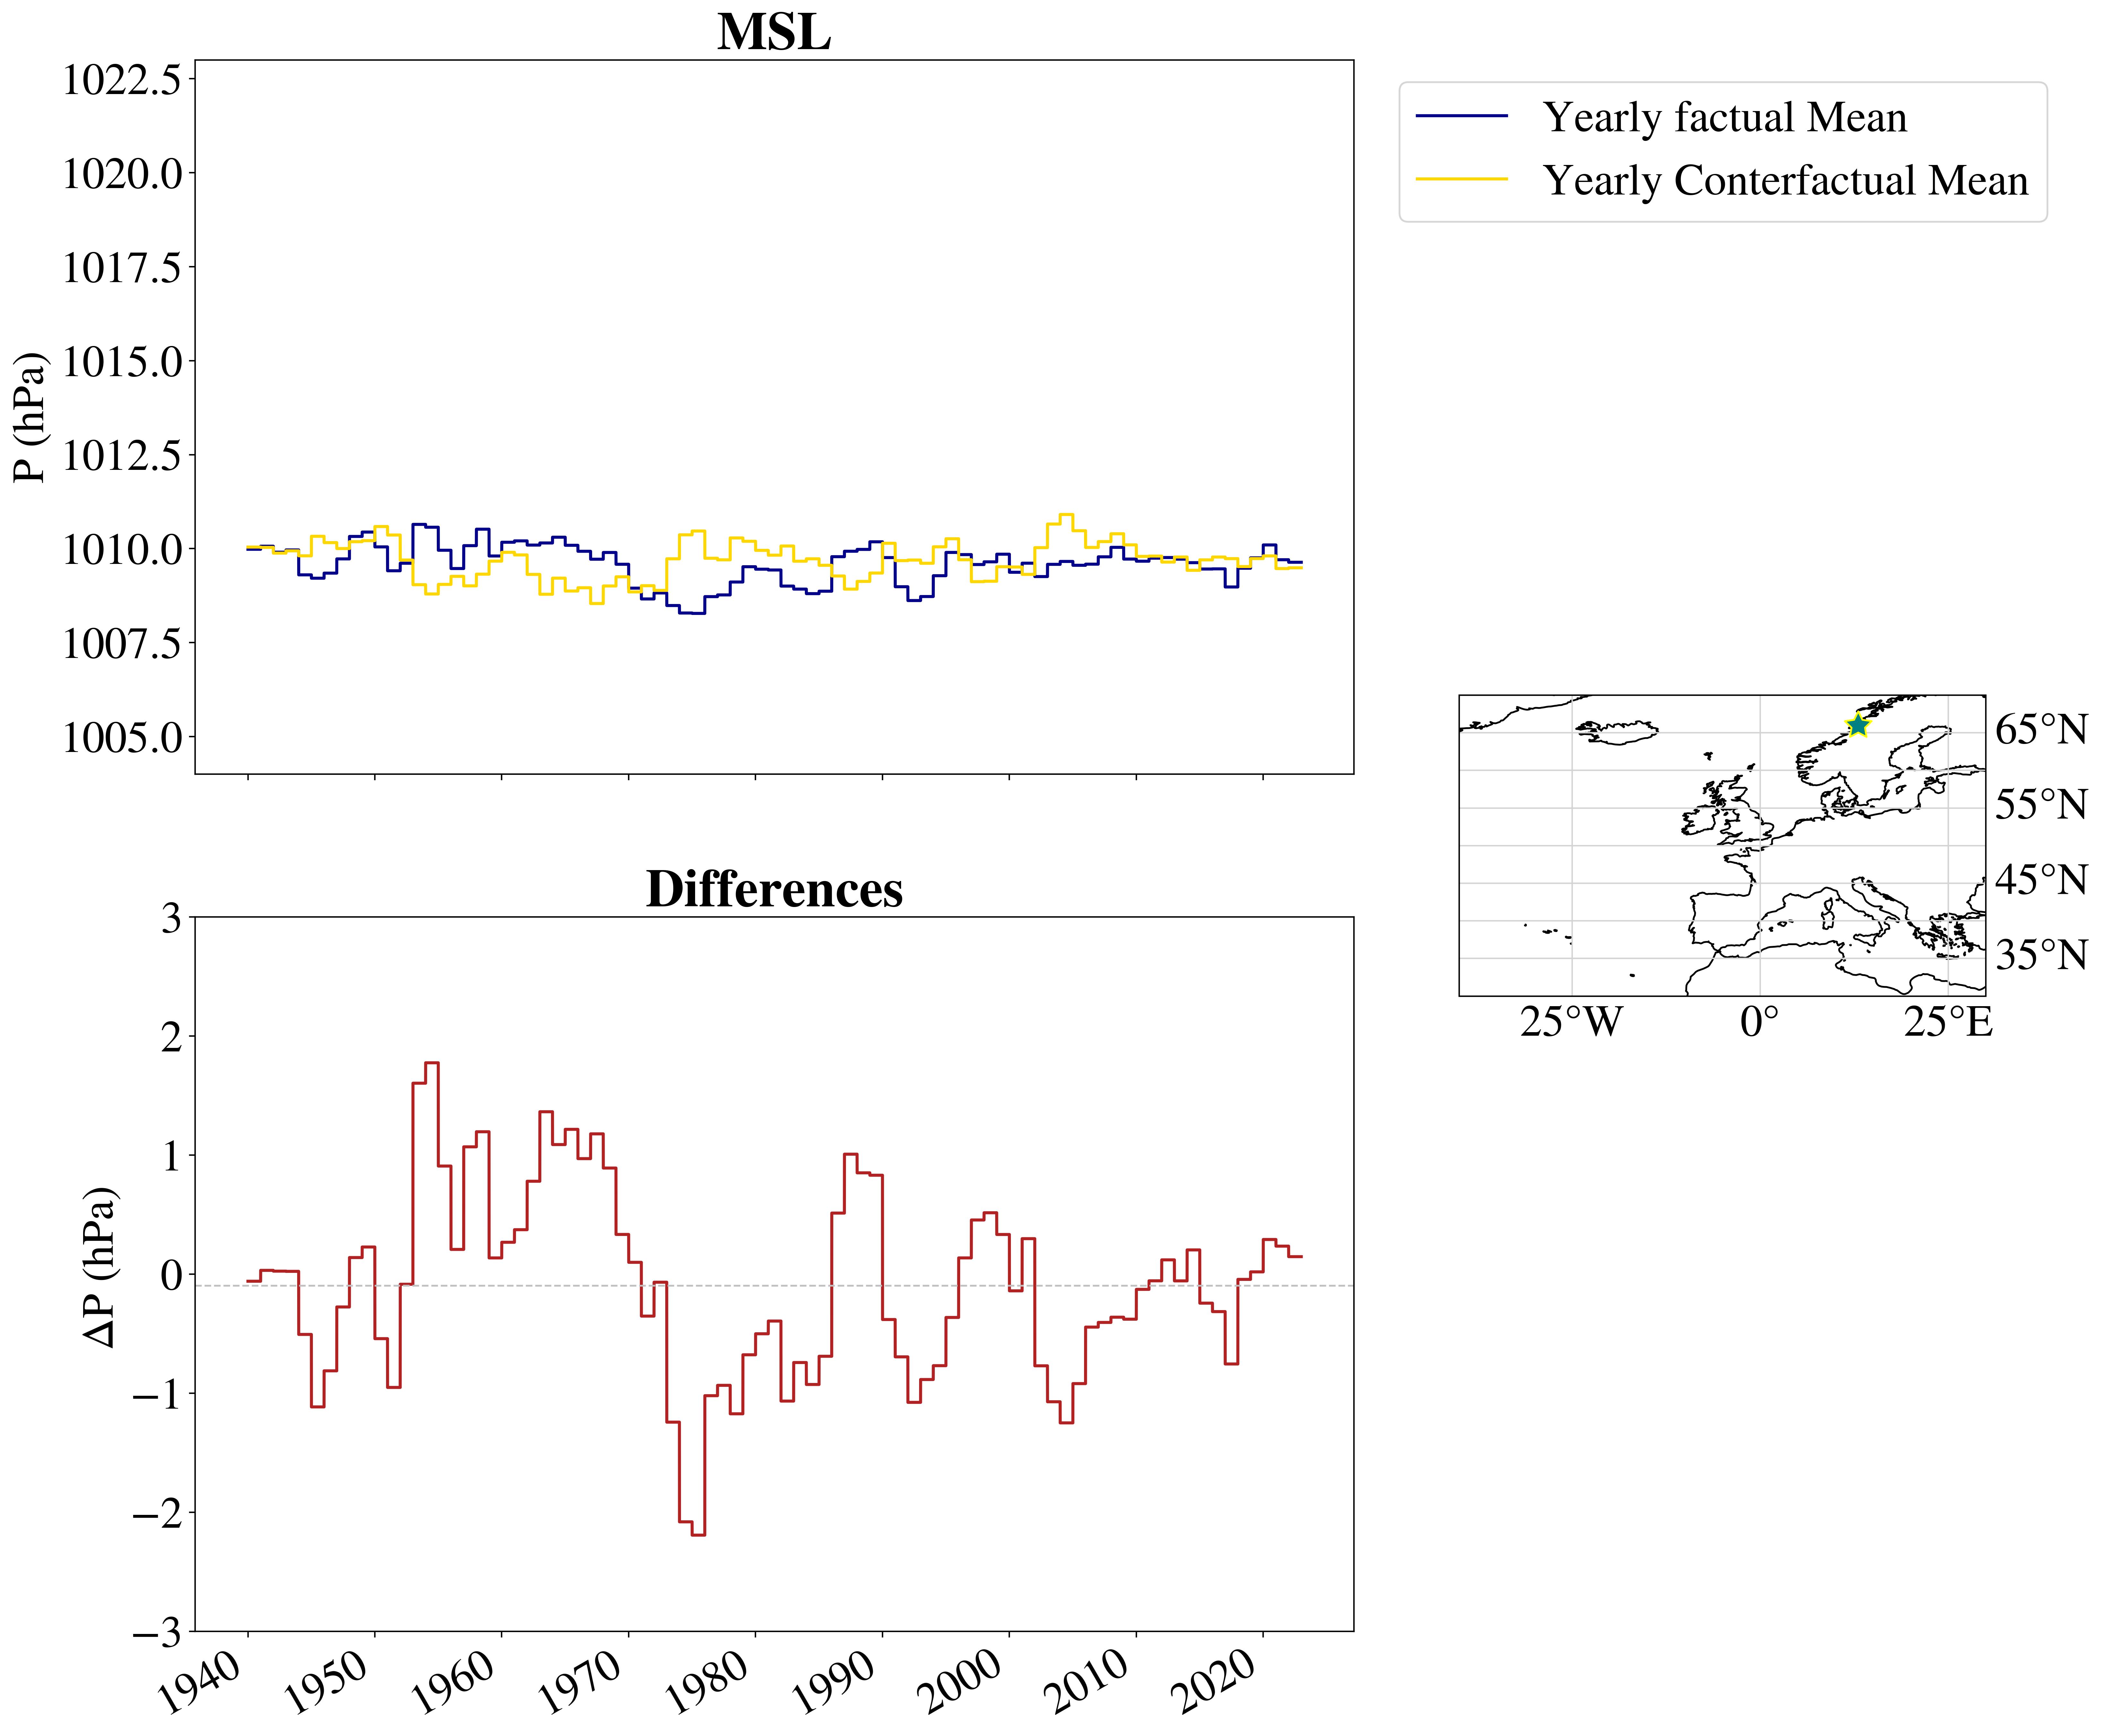 MSL
1022.5
1020.0
1017.5
1015.0
1012.5
1010.0
1007.5
1005.0
P (hPa)
Yearly factual Mean
Yearly Conterfactual Mean
65°N
55°N
45°N
35°N
25°W 0° 25°E
Differences
3
2
1
0
−1
−2
−3
ΔP (hPa)
1940 1950 1960 1970 1980 1990 2000 2010 2020